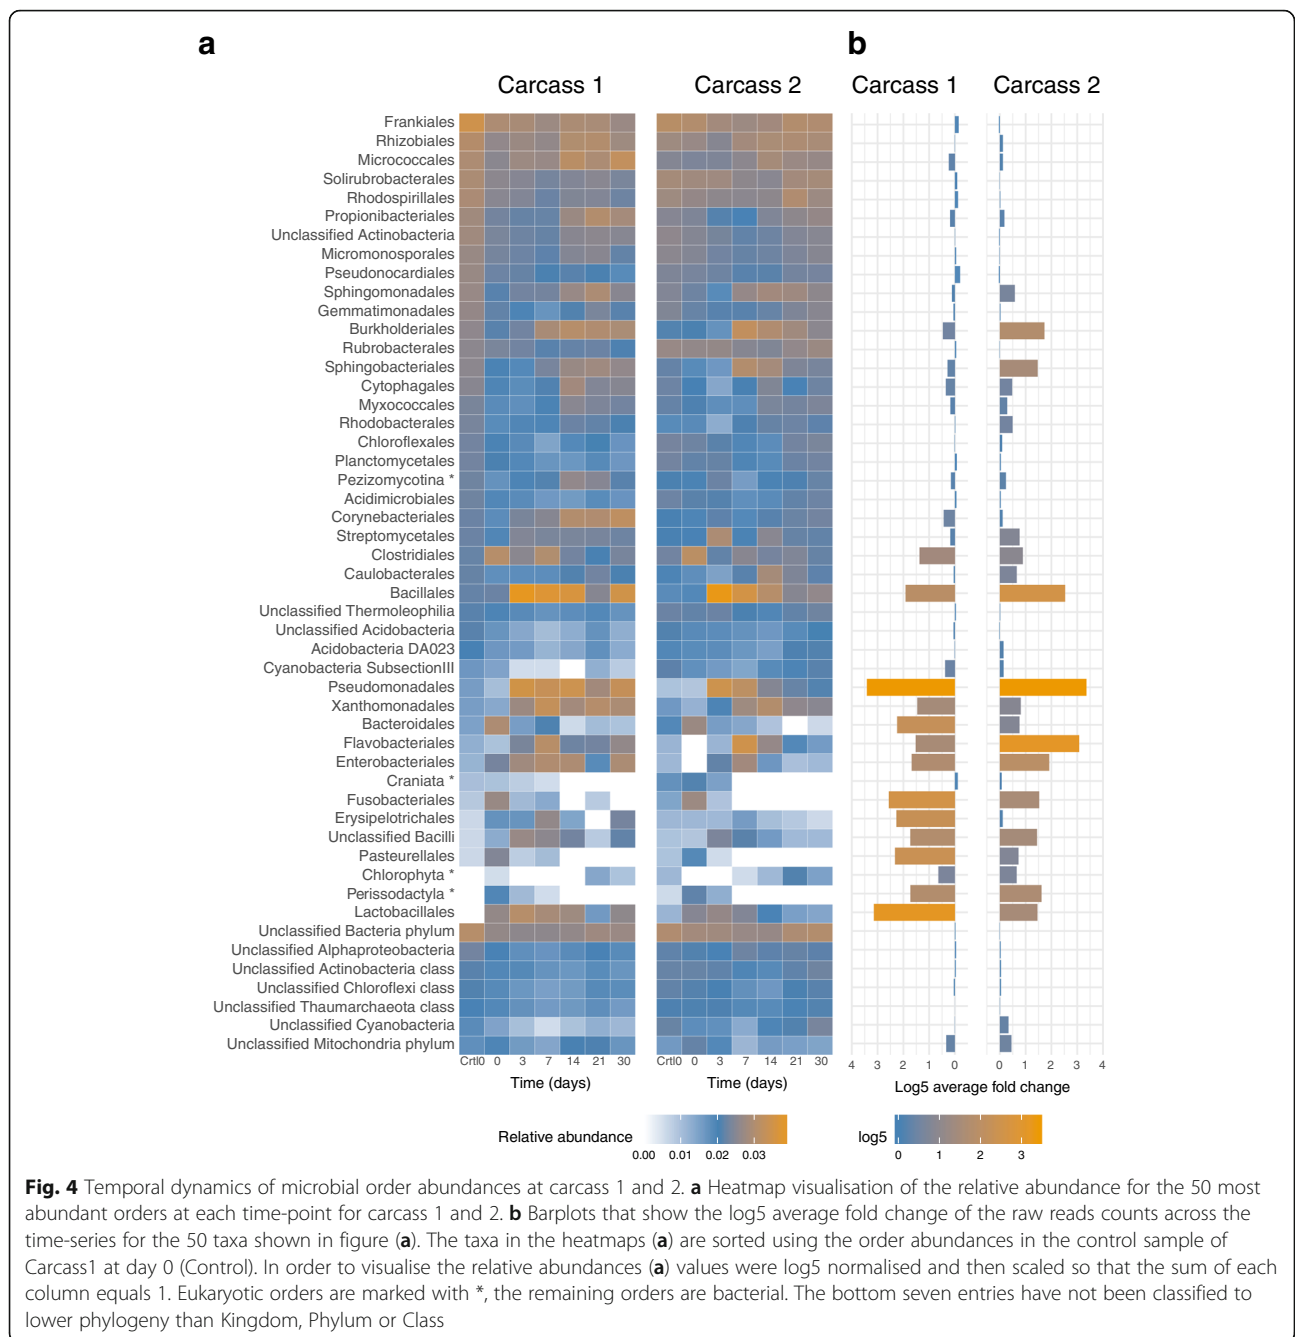 a
b
Carcass 1
Carcass 2
Carcass 1
Carcass 2
Frankiales
Rhizobiales
Micrococcales
Solirubrobacterales
Rhodospirillales
Propionibacteriales
Unclassified Actinobacteria
Micromonosporales
Pseudonocardiales
Sphingomonadales
Gemmatimonadales
Burkholderiales
Rubrobacterales
Sphingobacteriales
Cytophagales
Myxococcales
Rhodobacterales
Chloroflexales
Planctomycetales
Pezizomycotina *
Acidimicrobiales
Corynebacteriales
Streptomycetales
Clostridiales
Caulobacterales
Bacillales
Unclassified Thermoleophilia
Unclassified Acidobacteria
Acidobacteria DA023
Cyanobacteria SubsectionIII
Pseudomonadales
Xanthomonadales
Bacteroidales
Flavobacteriales
Enterobacteriales
Craniata *
Fusobacteriales
Erysipelotrichales
Unclassified Bacilli
Pasteurellales
Chlorophyta *
Perissodactyla *
Lactobacillales
Unclassified Bacteria phylum
Unclassified Alphaproteobacteria
Unclassified Actinobacteria class
Unclassified Chloroflexi class
Unclassified Thaumarchaeota class
Unclassified Cyanobacteria
Unclassified Mitochondria phylum
Crtl0 0 3 7 14 21 30
Crtl0 0 3 7 14 21 30
4 3 2 1 0
0 1 2 3 4
Time (days)
Time (days)
Log5 average fold change
Relative abundance
0.00 0.01 0.02 0.03
log5
0 1 2 3
Fig. 4 Temporal dynamics of microbial order abundances at carcass 1 and 2. a Heatmap visualisation of the relative abundance for the 50 most
abundant orders at each time-point for carcass 1 and 2. b Barplots that show the log5 average fold change of the raw reads counts across the
time-series for the 50 taxa shown in figure (a). The taxa in the heatmaps (a) are sorted using the order abundances in the control sample of
Carcass1 at day 0 (Control). In order to visualise the relative abundances (a) values were log5 normalised and then scaled so that the sum of each
column equals 1. Eukaryotic orders are marked with *, the remaining orders are bacterial. The bottom seven entries have not been classified to
lower phylogeny than Kingdom, Phylum or Class